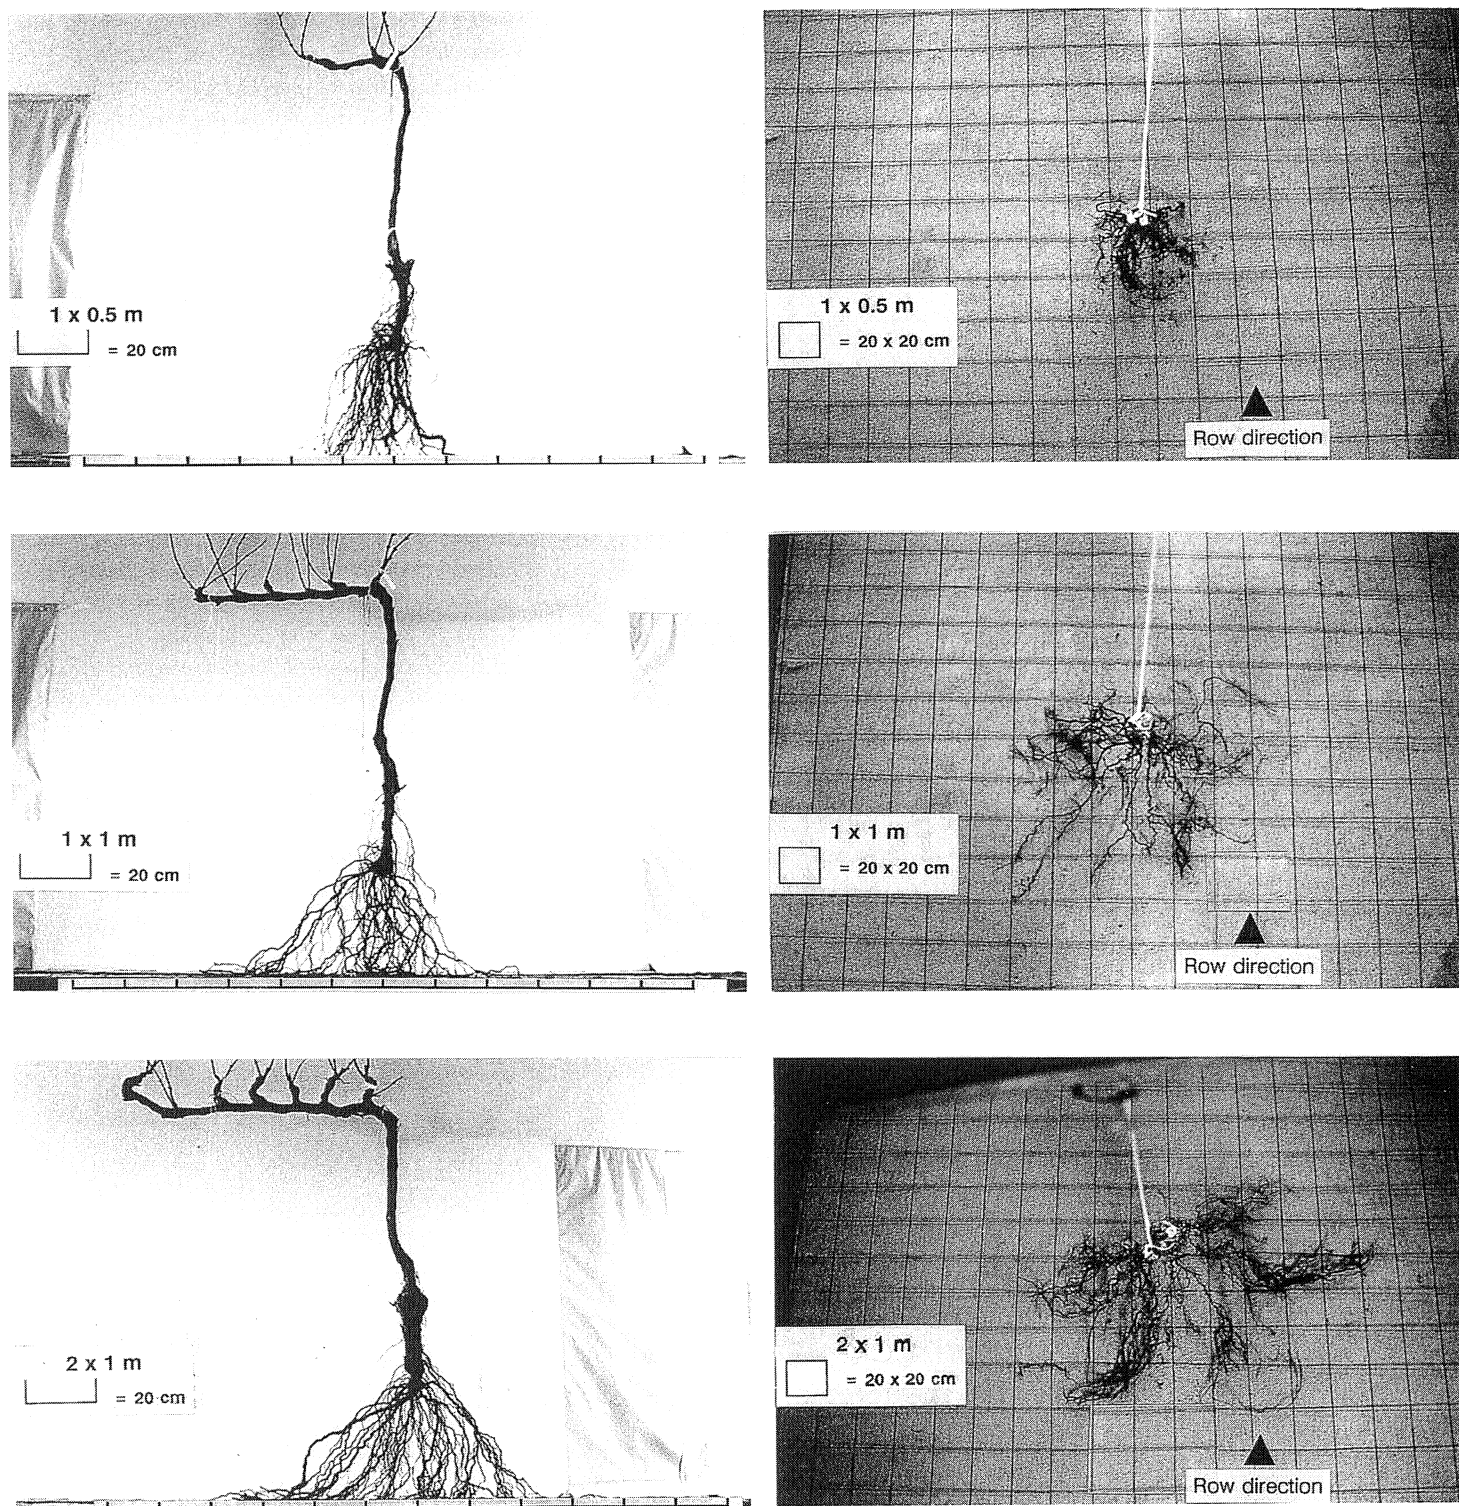 1 x 0.5 m
= 20 cm
1 x 0.5 m
= 20 x 20 cm
Row direction
1 x 1 m
= 20 cm
1 x 1 m
= 20 x 20 cm
Row direction
2 x 1 m
= 20 cm
2 x 1 m
= 20 x 20 cm
Row direction